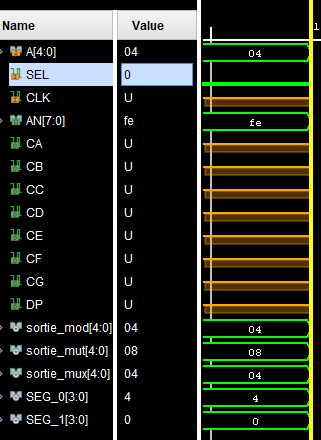 Name Value
1
A[4:0] 04 04
SEL 0
CLK U
AN[7:0] fe fe
CA U
CB U
CC U
CD U
CE U
CF U
CG U
DP U
sortie_mod[4:0] 04 04
sortie_mut[4:0] 08 08
sortie_mux[4:0] 04 04
SEG_0[3:0] 4 4
SEG_1[3:0] 0 0